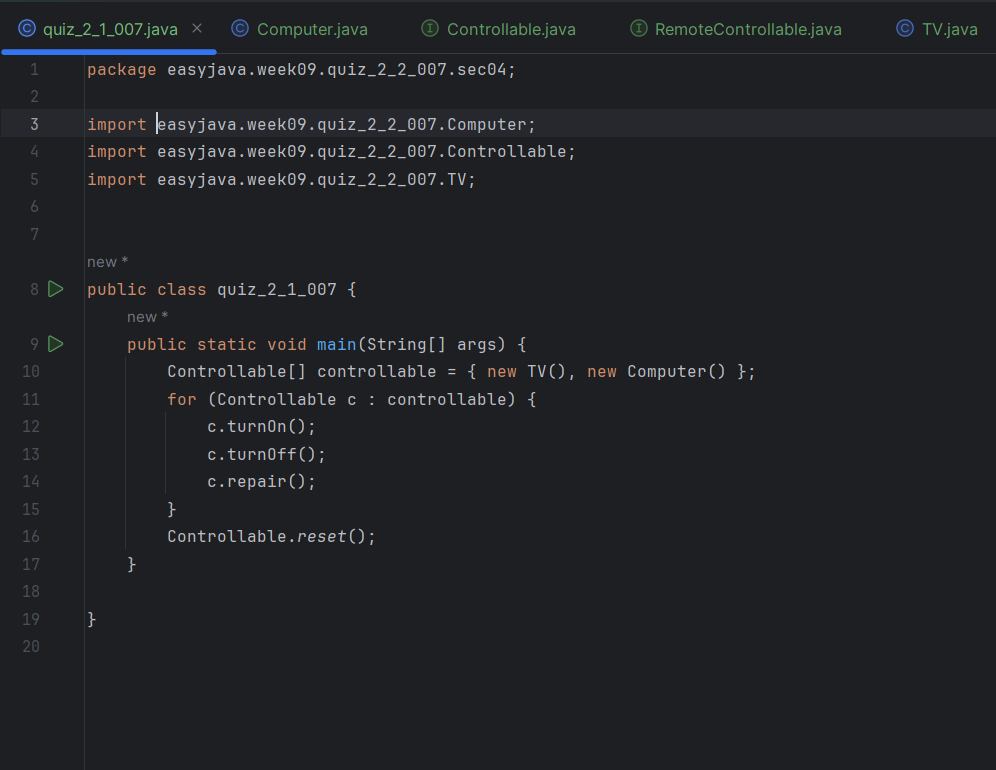 quiz_2_1_007.java × Computer.java Controllable.java RemoteControllable.java TV.java
1 package easyjava.week09.quiz_2_2_007.sec04;
2
3 import easyjava.week09.quiz_2_2_007.Computer;
4 import easyjava.week09.quiz_2_2_007.Controllable;
5 import easyjava.week09.quiz_2_2_007.TV;
6
7
new *
8 public class quiz_2_1_007 {
new *
9 public static void main(String[] args) {
10 Controllable[] controllable = { new TV(), new Computer() };
11 for (Controllable c : controllable) {
12 c.turnOn();
13 c.turnOff();
14 c.repair();
15 }
16 Controllable.reset();
17 }
18
19 }
20